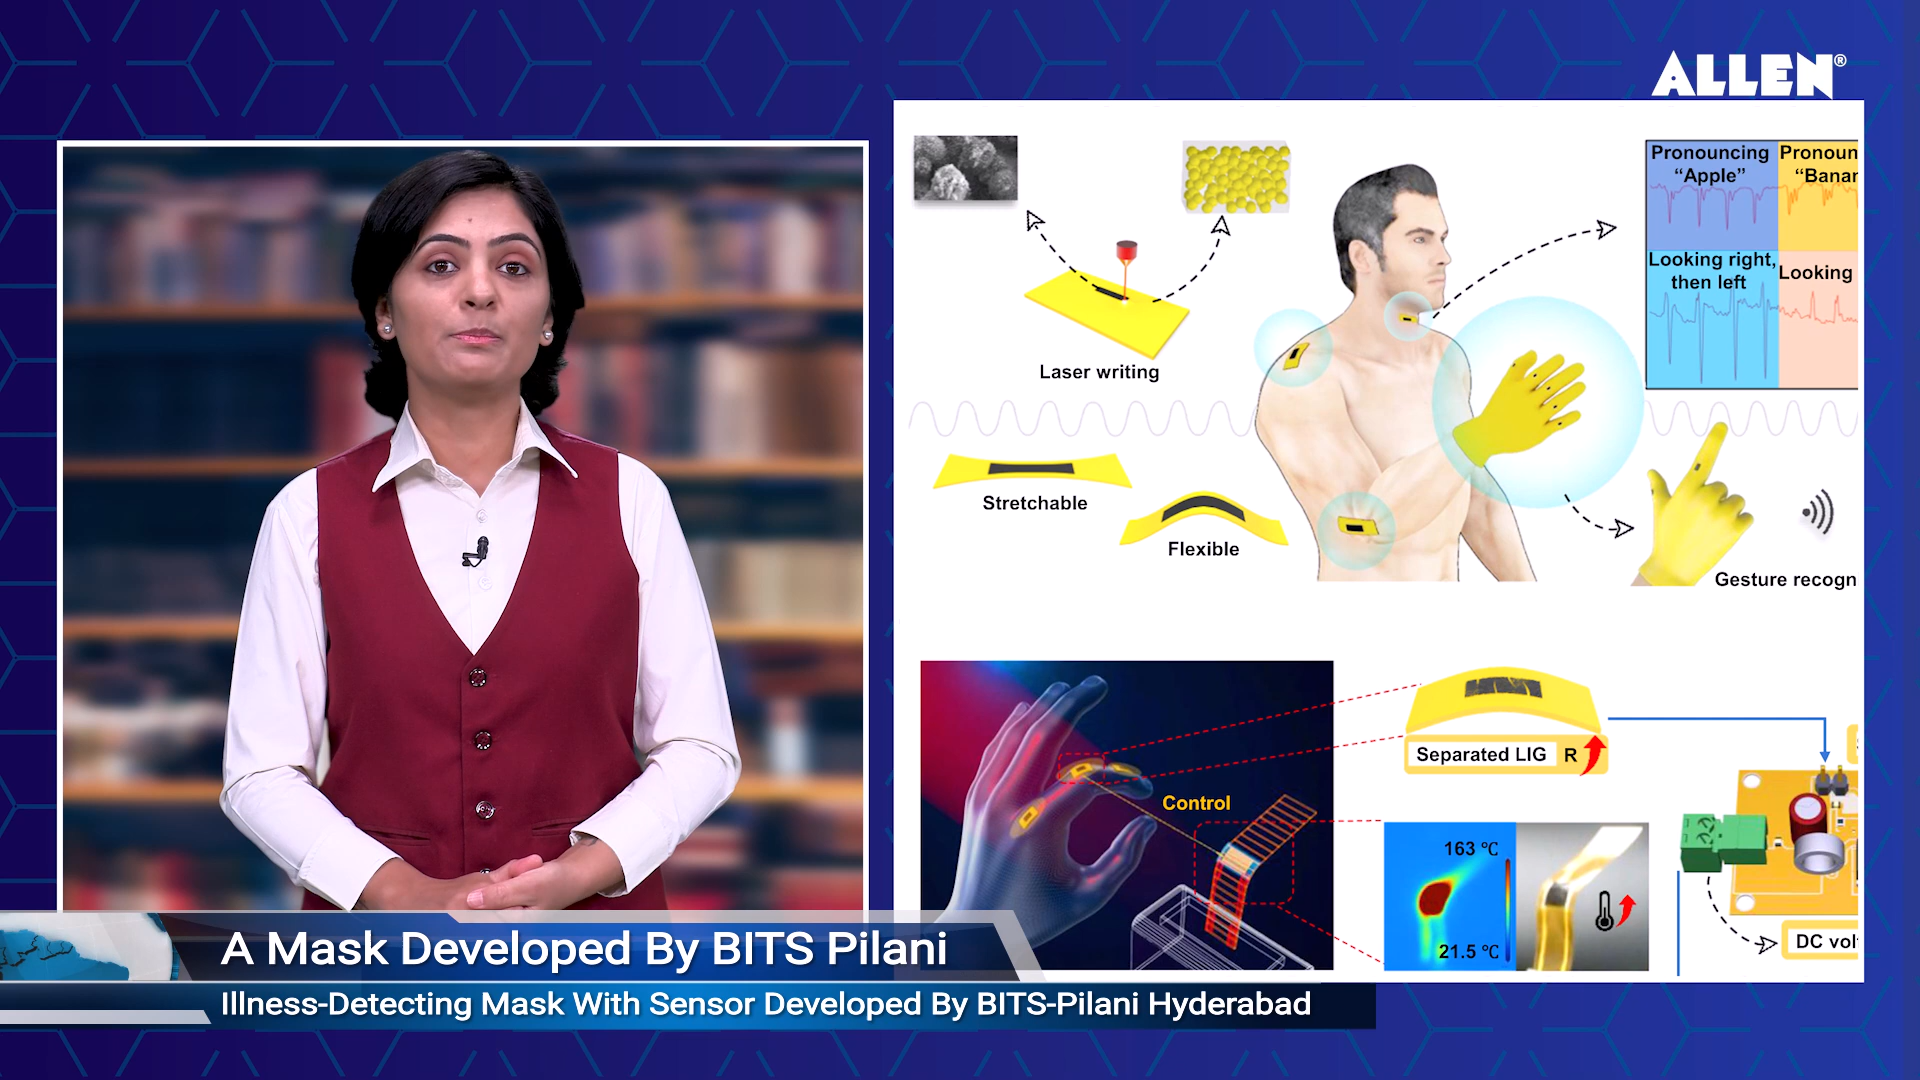 ALLEN®
Pronouncing
“Apple”
Pronoun
“Banar
Looking right,
then left
Looking
Laser writing
Stretchable
Flexible
Gesture recogn
Separated LIG R
Control
163 °C
21.5 °C
DC vol
A Mask Developed By BITS Pilani
Illness-Detecting Mask With Sensor Developed By BITS-Pilani Hyderabad